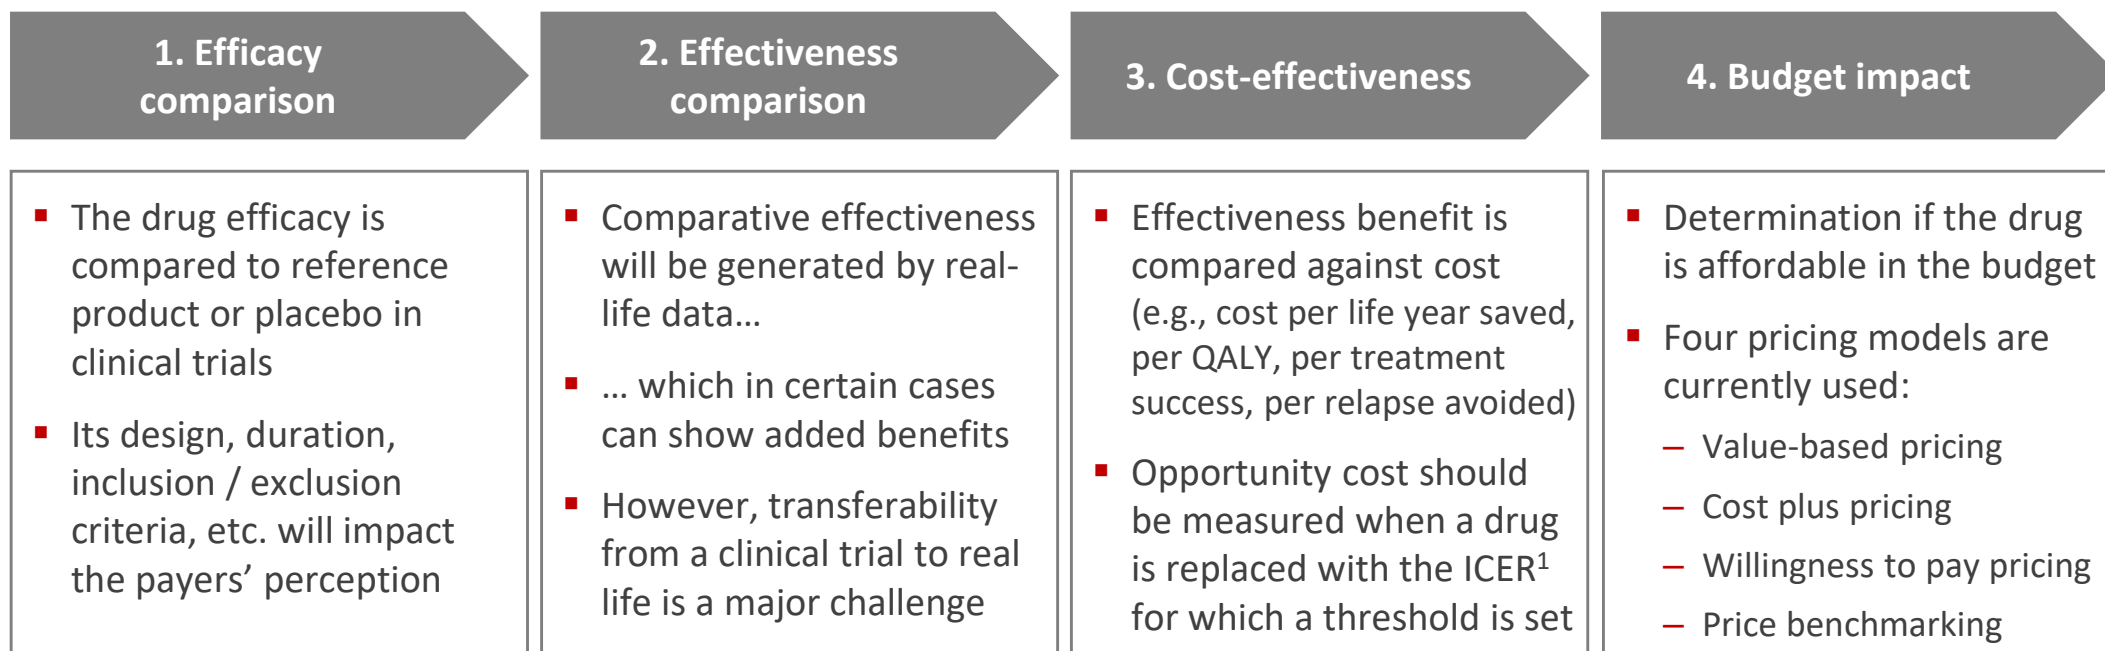 1. Efficacy
comparison
▪ The drug efficacy is
compared to reference
product or placebo in
clinical trials
▪ Its design, duration,
inclusion / exclusion
criteria, etc. will impact
the payers’ perception
2. Effectiveness
comparison
▪ Comparative effectiveness
will be generated by real-
life data…
▪ … which in certain cases
can show added benefits
▪ However, transferability
from a clinical trial to real
life is a major challenge
3. Cost-effectiveness
▪ Effectiveness benefit is
compared against cost
(e.g., cost per life year saved,
per QALY, per treatment
success, per relapse avoided)
▪ Opportunity cost should
be measured when a drug
is replaced with the ICER¹
for which a threshold is set
4. Budget impact
▪ Determination if the drug
is affordable in the budget
▪ Four pricing models are
currently used:
– Value-based pricing
– Cost plus pricing
– Willingness to pay pricing
– Price benchmarking